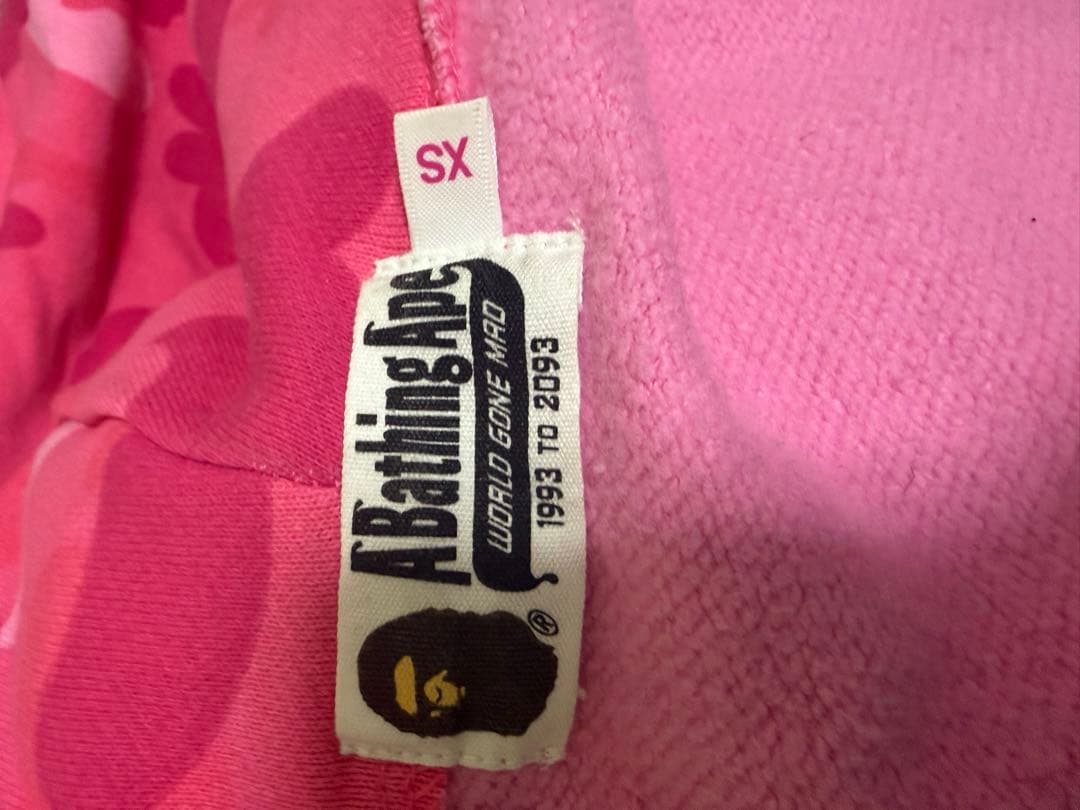 XS
A Bathing Ape
WORLD GONE MAD
1993 TO 2093
®